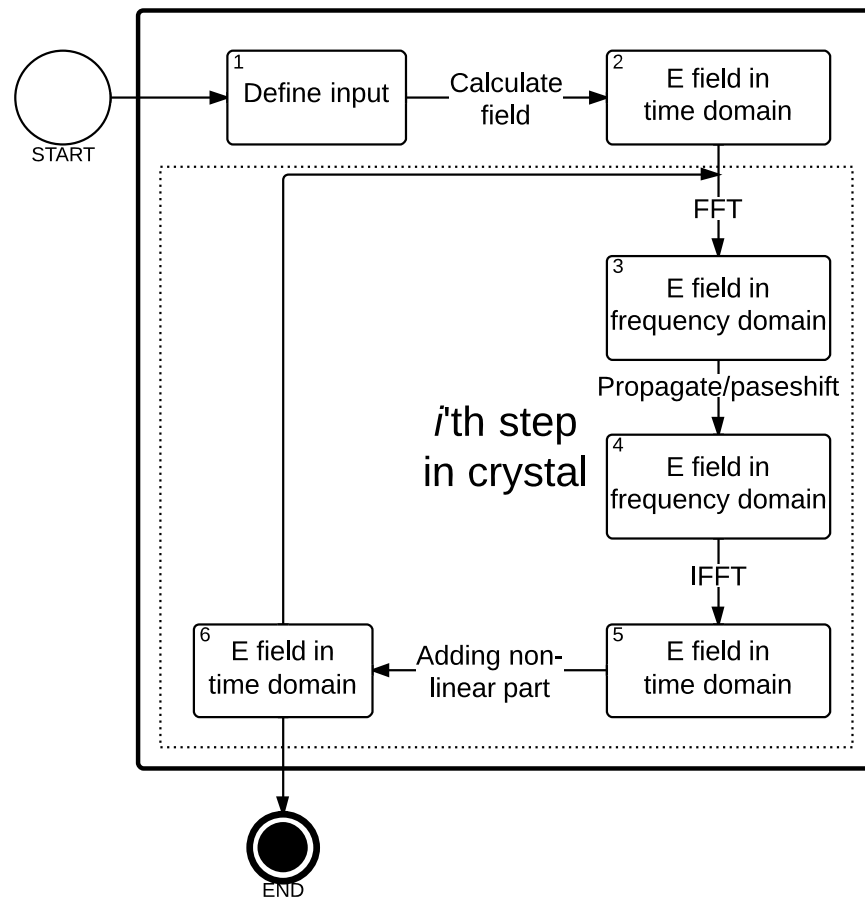 START
1
Define input
Calculate
field
2
E field in
time domain
FFT
3
E field in
frequency domain
Propagate/paseshift
i'th step
in crystal
4
E field in
frequency domain
IFFT
5
E field in
time domain
Adding non-
linear part
6
E field in
time domain
END